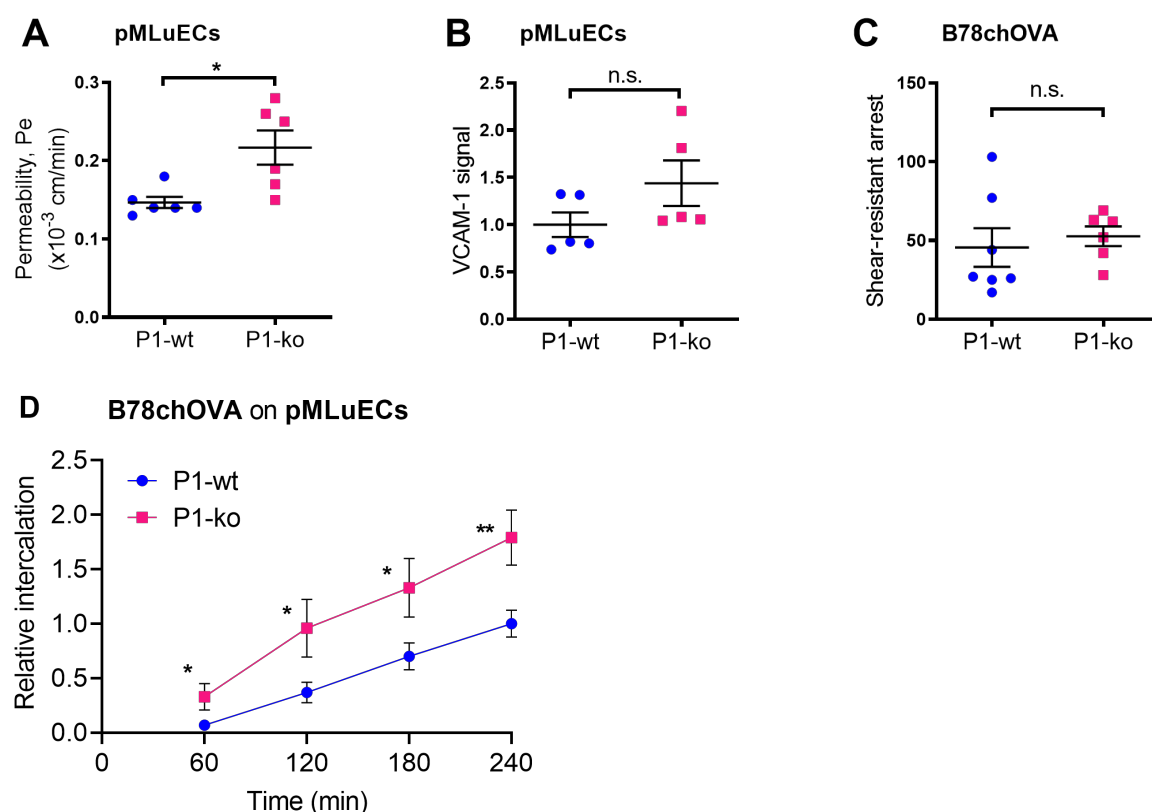 A
pMLuECs
*
Permeability, Pe
(x10⁻³ cm/min)
0.3
0.2
0.1
0.0
P1-wt
P1-ko
B
pMLuECs
n.s.
VCAM-1 signal
2.5
2.0
1.5
1.0
0.5
0.0
P1-wt
P1-ko
C
B78chOVA
n.s.
Shear-resistant arrest
150
100
50
0
P1-wt
P1-ko
D
B78chOVA on pMLuECs
Relative intercalation
2.5
2.0
1.5
1.0
0.5
0.0
P1-wt
P1-ko
*
*
*
**
0
60
120
180
240
Time (min)